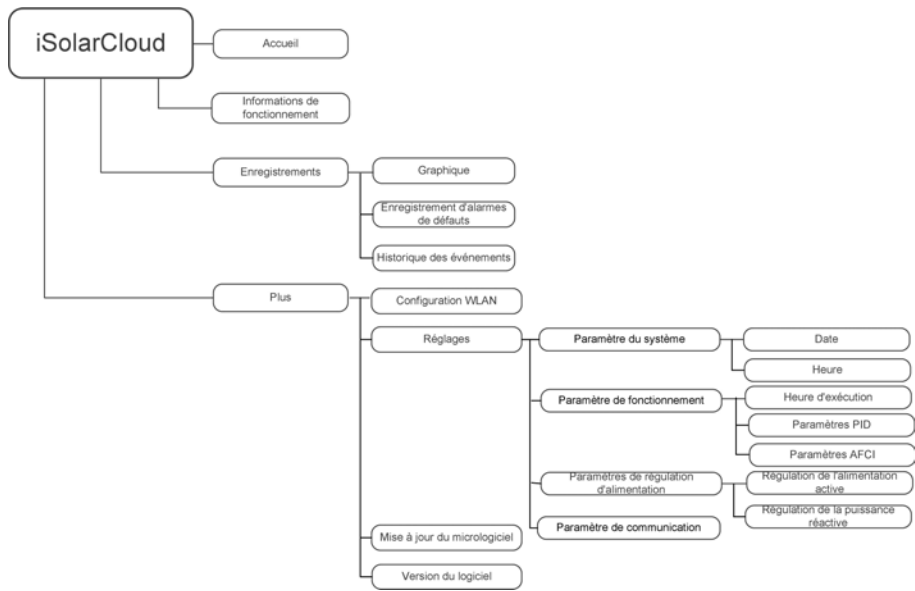 iSolarCloud
Accueil
Informations de
fonctionnement
Enregistrements
Graphique
Enregistrement d'alarmes
de défauts
Historique des événements
Plus
Configuration WLAN
Réglages
Paramètre du système
Date
Heure
Paramètre de fonctionnement
Heure d'exécution
Paramètres PID
Paramètres AFCI
Paramètres de régulation
d'alimentation
Régulation de l'alimentation
active
Régulation de la puissance
réactive
Paramètre de communication
Mise à jour du micrologiciel
Version du logiciel